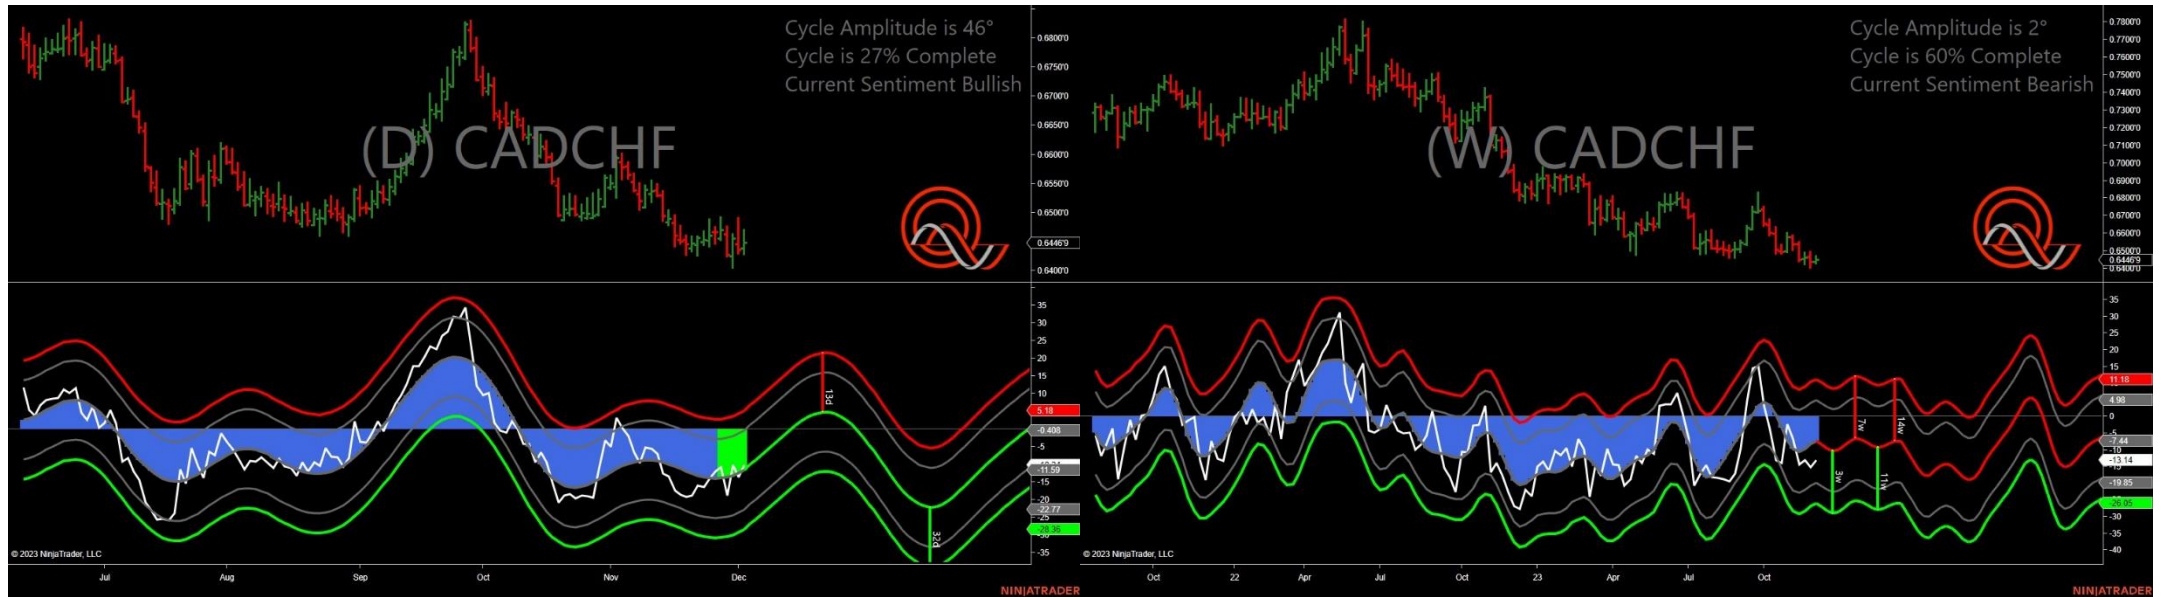 Cycle Amplitude is 46°
Cycle is 27% Complete
Current Sentiment Bullish
(D) CADCHF
0.6800'0
0.6750'0
0.6700'0
0.6650'0
0.6600'0
0.6550'0
0.6500'0
0.6446'9
0.6400'0
35
30
25
20
15
10
5.18
-0.408
-5
-11.59
-15
-20
-22.77
-25
-28.36
-35
13d
32d
© 2023 NinjaTrader, LLC
Jul
Aug
Sep
Oct
Nov
Dec
NINJATRADER
Cycle Amplitude is 2°
Cycle is 60% Complete
Current Sentiment Bearish
(W) CADCHF
0.7800'0
0.7700'0
0.7600'0
0.7500'0
0.7400'0
0.7300'0
0.7200'0
0.7100'0
0.7000'0
0.6900'0
0.6800'0
0.6700'0
0.6600'0
0.6500'0
0.6446'9
0.6400'0
35
30
25
20
15
11.18
4.98
0
-5
-7.44
-10
-13.14
-15
-19.85
-26.05
-30
-35
-40
3w
7w
11w
14w
© 2023 NinjaTrader, LLC
Oct
22
Apr
Jul
Oct
23
Apr
Jul
Oct
NINJATRADER